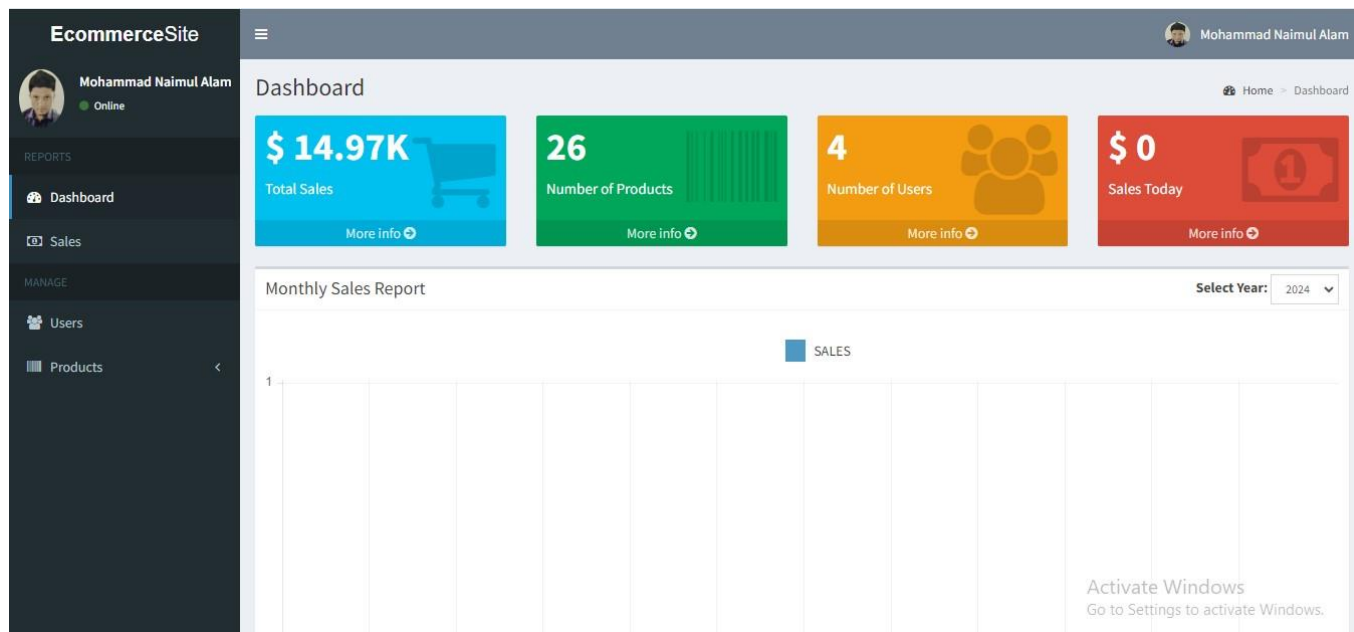 EcommerceSite
Mohammad Naimul Alam
Mohammad Naimul Alam
Online
REPORTS
Dashboard
Sales
MANAGE
Users
Products
Dashboard
Home > Dashboard
$ 14.97K
Total Sales
More info
26
Number of Products
More info
4
Number of Users
More info
$ 0
Sales Today
More info
Monthly Sales Report
Select Year: 2024
SALES
1
Activate Windows
Go to Settings to activate Windows.